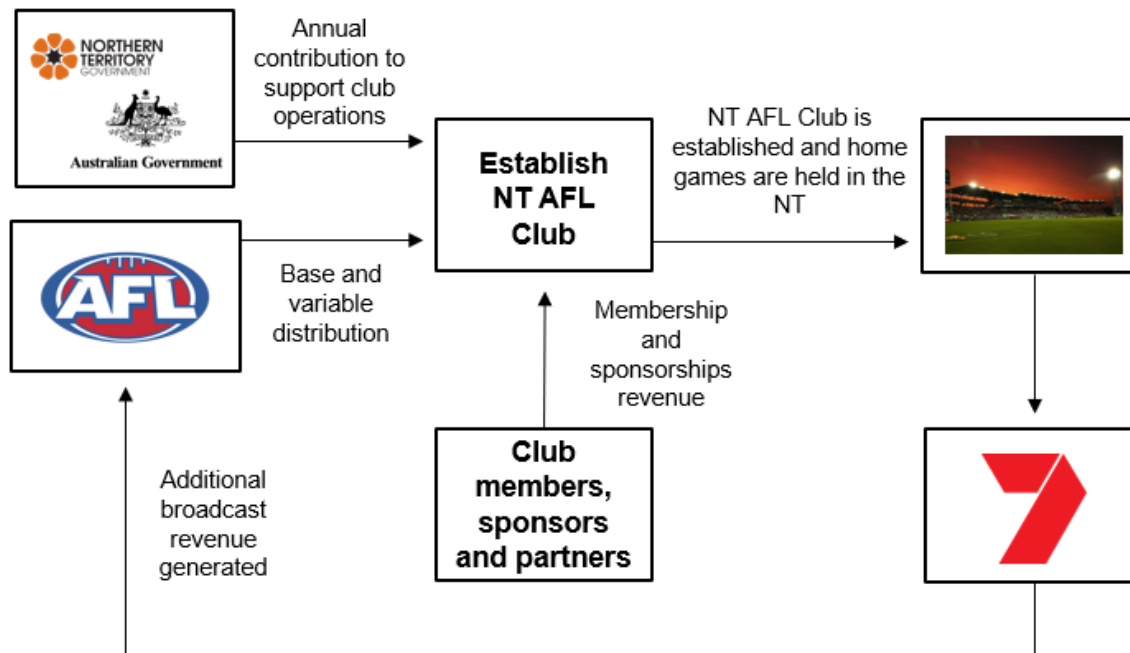 NORTHERN
TERRITORY
GOVERNMENT
Australian Government
Annual
contribution to
support club
operations
Establish
NT AFL
Club
NT AFL Club is
established and home
games are held in the
NT
AFL
Base and
variable
distribution
Membership
and
sponsorships
revenue
Club
members,
sponsors
and partners
Additional
broadcast
revenue
generated
7